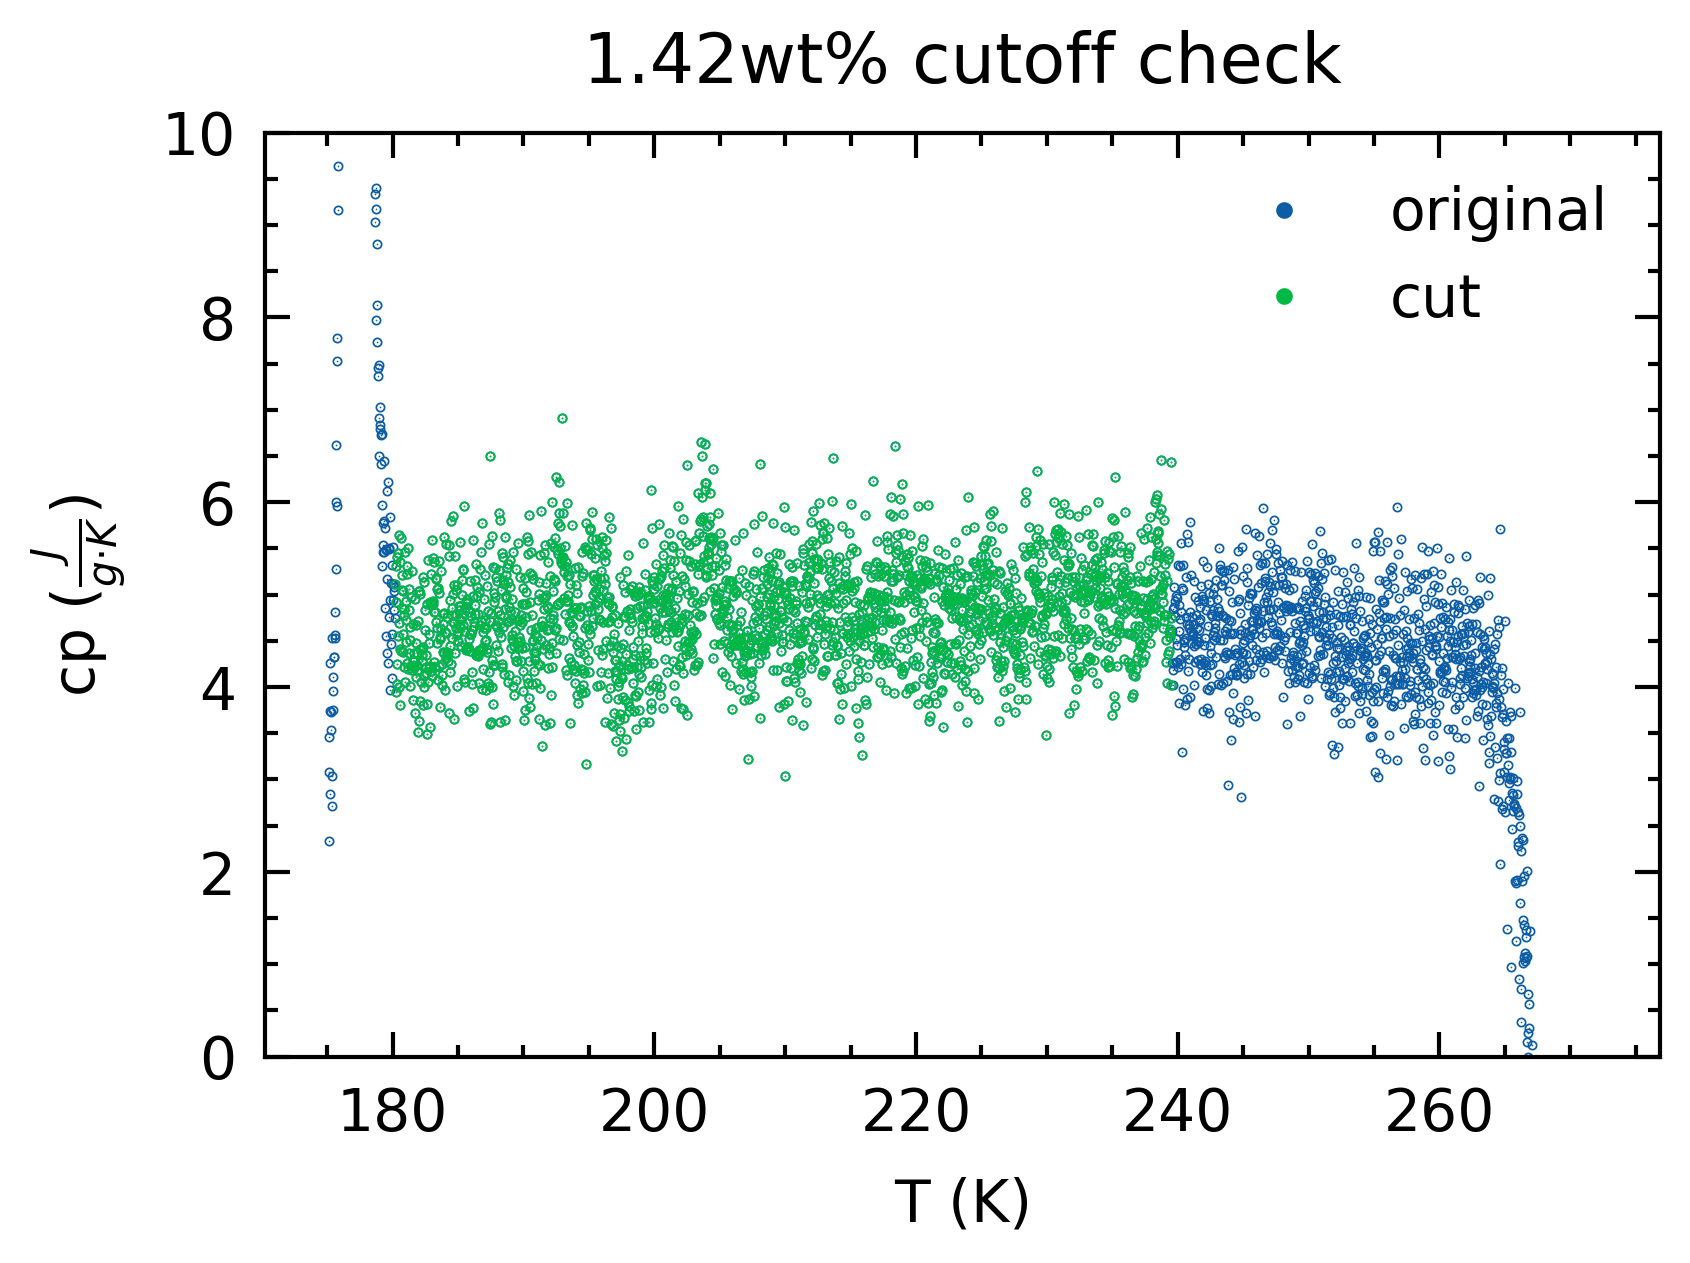 1.42wt% cutoff check
10
8
6
4
2
0
cp (J/g·K)
original
cut
180 200 220 240 260
T (K)